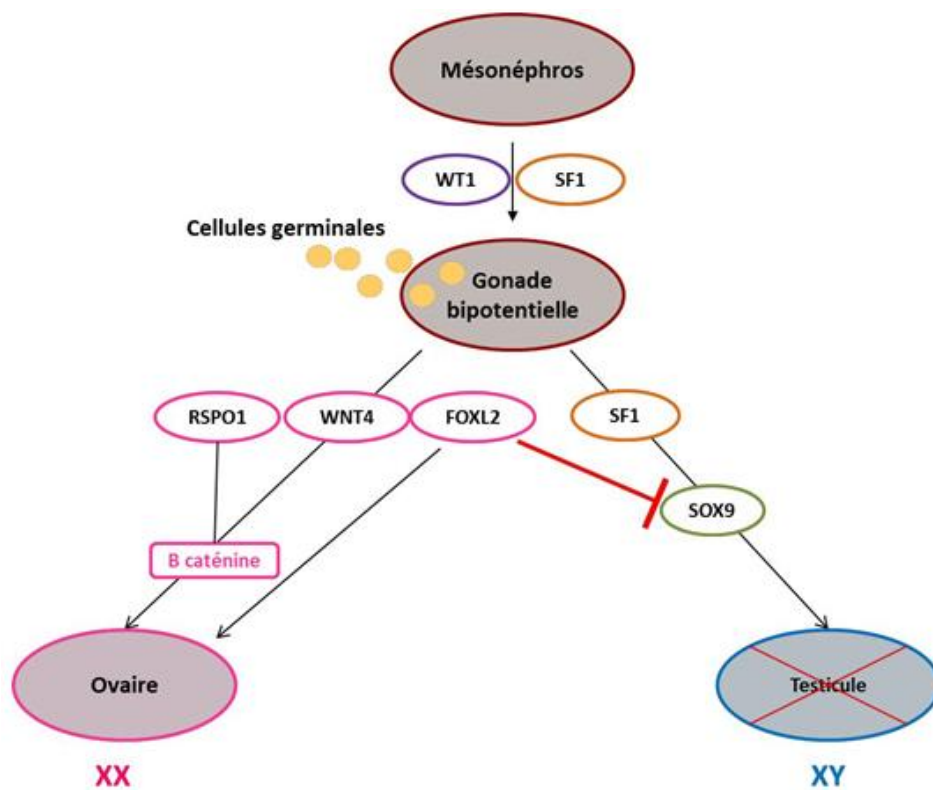 Mésonéphros
WT1
SF1
Cellules germinales
Gonade
bipotentielle
RSPO1
WNT4
FOXL2
SF1
SOX9
B caténine
Ovaire
Testicule
XX
XY